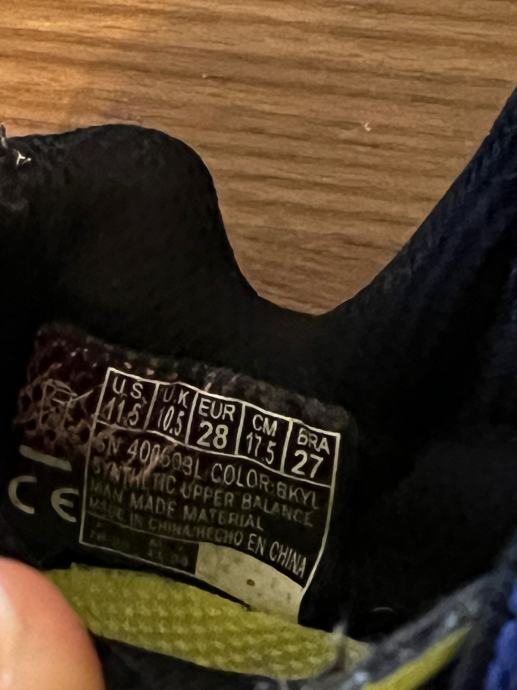 U.S. U.K EUR CM BRA
11.5 10.5 28 17.5 27
SN 400609L COLOR:BKYL
SYNTHETIC UPPER BALANCE
MAN MADE MATERIAL
MADE IN CHINA/HECHO EN CHINA
CE